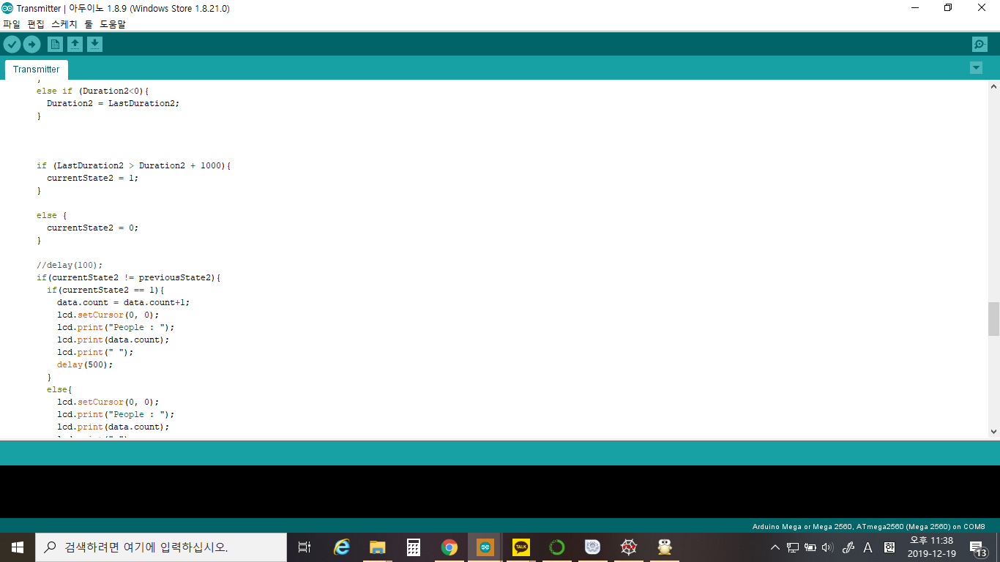 Transmitter | 아두이노 1.8.9 (Windows Store 1.8.21.0)
파일 편집 스케치 툴 도움말
Transmitter
}
else if (Duration2<0){
Duration2 = LastDuration2;
}
if (LastDuration2 > Duration2 + 1000){
currentState2 = 1;
}
else {
currentState2 = 0;
}
//delay(100);
if(currentState2 != previousState2){
if(currentState2 == 1){
data.count = data.count+1;
lcd.setCursor(0, 0);
lcd.print("People : ");
lcd.print(data.count);
lcd.print(" ");
delay(500);
}
else{
lcd.setCursor(0, 0);
lcd.print("People : ");
lcd.print(data.count);
Arduino Mega or Mega 2560, ATmega2560 (Mega 2560) on COM8
검색하려면 여기에 입력하십시오.
TALK
A 한
오후 11:38
2019-12-19
13